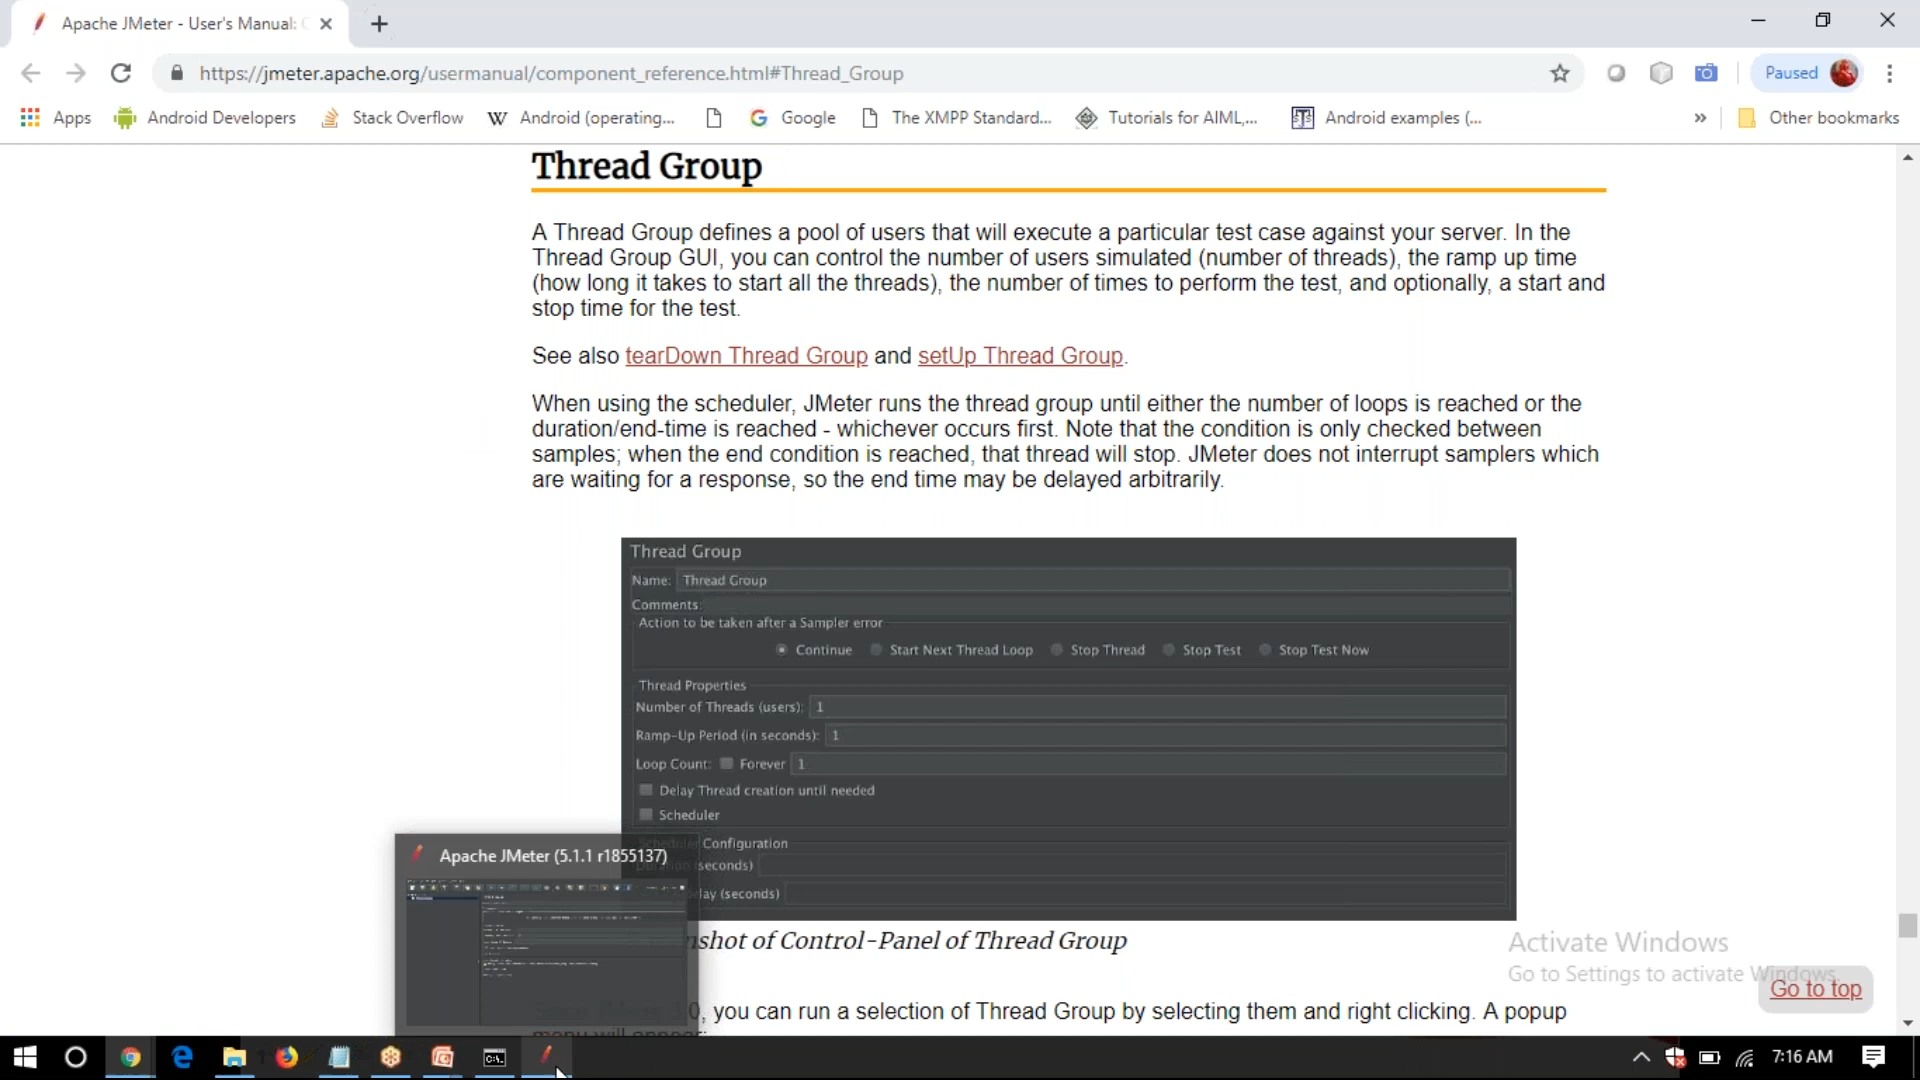 Apache JMeter - User's Manual:
https://jmeter.apache.org/usermanual/component_reference.html#Thread_Group
Paused
Apps
Android Developers
Stack Overflow
Android (operating...
Google
The XMPP Standard...
Tutorials for AIML,...
Android examples (...
»
Other bookmarks
Thread Group
A Thread Group defines a pool of users that will execute a particular test case against your server. In the
Thread Group GUI, you can control the number of users simulated (number of threads), the ramp up time
(how long it takes to start all the threads), the number of times to perform the test, and optionally, a start and
stop time for the test.
See also tearDown Thread Group and setUp Thread Group.
When using the scheduler, JMeter runs the thread group until either the number of loops is reached or the
duration/end-time is reached - whichever occurs first. Note that the condition is only checked between
samples; when the end condition is reached, that thread will stop. JMeter does not interrupt samplers which
are waiting for a response, so the end time may be delayed arbitrarily.
Thread Group
Name: Thread Group
Comments:
Action to be taken after a Sampler error
Continue Start Next Thread Loop Stop Thread Stop Test Stop Test Now
Thread Properties
Number of Threads (users): 1
Ramp-Up Period (in seconds): 1
Loop Count: Forever 1
Delay Thread creation until needed
Scheduler
Scheduler Configuration
Duration (seconds)
lay (seconds)
Apache JMeter (5.1.1 r1855137)
nshot of Control-Panel of Thread Group
0, you can run a selection of Thread Group by selecting them and right clicking. A popup
menu will appear:
Activate Windows
Go to Settings to activate Windows.
Go to top
7:16 AM